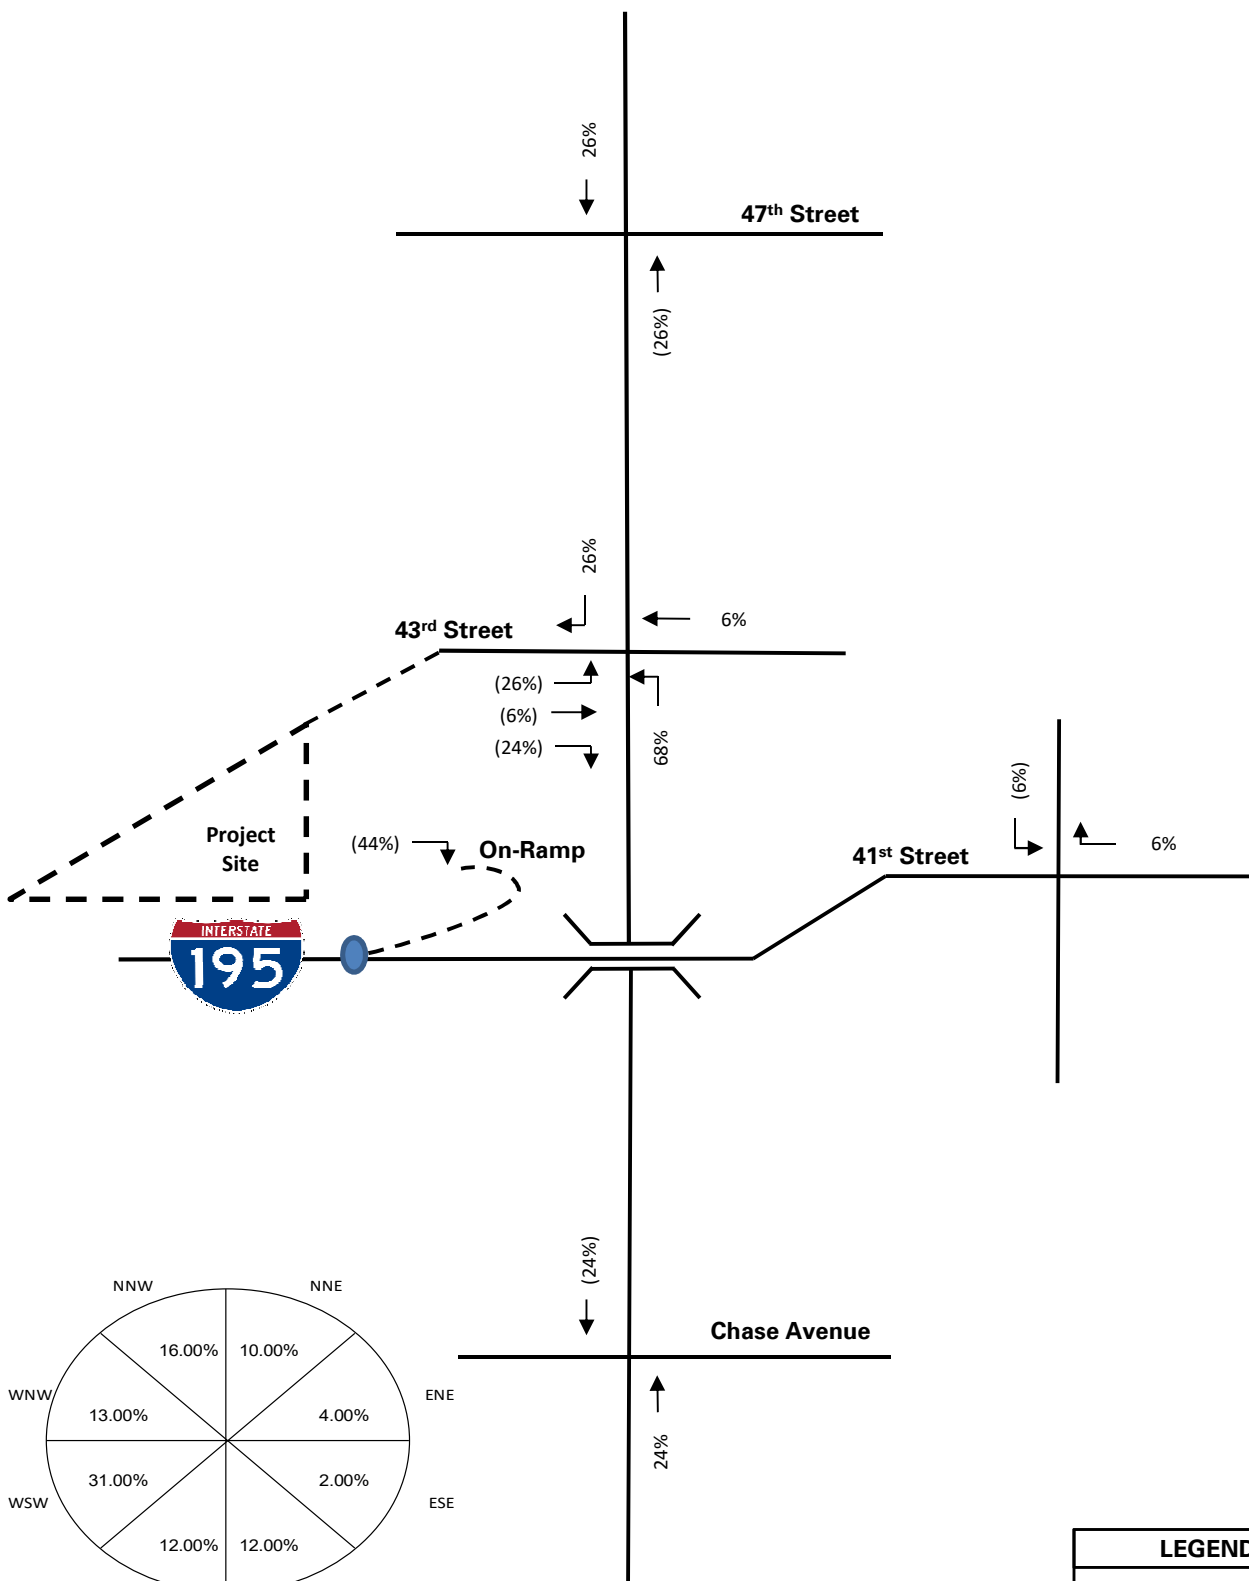 26%
47th Street
(26%)
26%
6%
43rd Street
(26%)
(6%)
(24%)
68%
(6%)
Project
Site
(44%)
On-Ramp
41st Street
6%
INTERSTATE
195
(24%)
NNW
NNE
Chase Avenue
16.00%
10.00%
WNW
ENE
13.00%
4.00%
24%
31.00%
2.00%
WSW
ESE
12.00%
12.00%
LEGEND